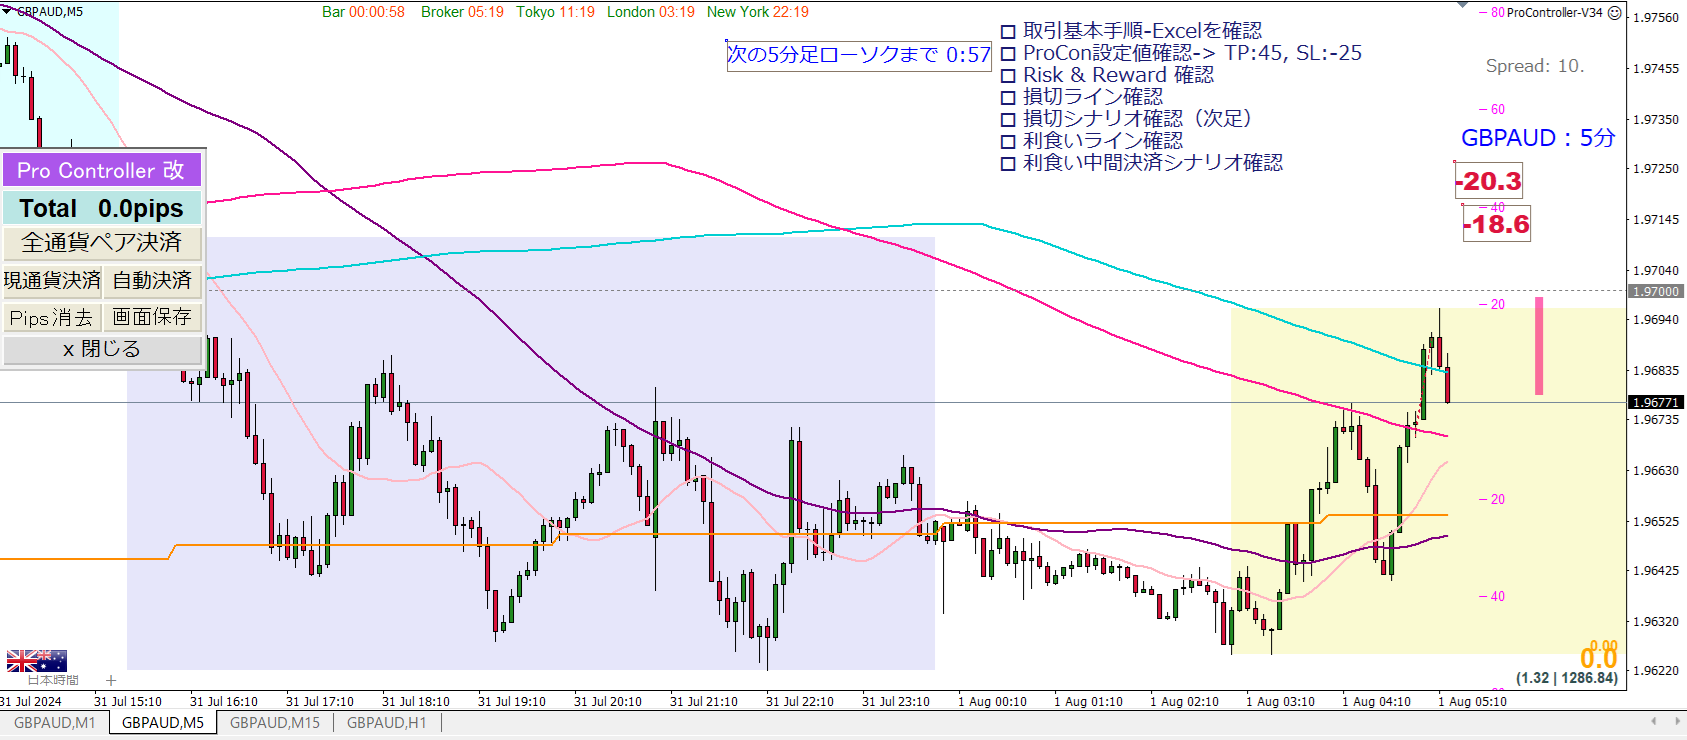 GBPAUD,M5
Bar 00:00:58 Broker 05:19 Tokyo 11:19 London 03:19 New York 22:19
次の5分足ローソクまで 0:57
取引基本手順-Excelを確認
ProCon設定値確認-> TP:45, SL:-25
Risk & Reward 確認
損切ライン確認
損切シナリオ確認（次足）
利食いライン確認
利食い中間決済シナリオ確認
80
ProController-V34
Spread: 10.
60
GBPAUD：5分
-20.3
40
-18.6
20
20
40
Pro Controller 改
Total 0.0pips
全通貨ペア決済
現通貨決済 自動決済
Pips消去 画面保存
x 閉じる
1.97560
1.97455
1.97350
1.97250
1.97145
1.97040
1.97000
1.96940
1.96835
1.96771
1.96735
1.96630
1.96525
1.96425
1.96320
1.96220
0.00
0.0
(1.32 | 1286.84)
日本時間
31 Jul 2024 31 Jul 15:10 31 Jul 16:10 31 Jul 17:10 31 Jul 18:10 31 Jul 19:10 31 Jul 20:10 31 Jul 21:10 31 Jul 22:10 31 Jul 23:10 1 Aug 00:10 1 Aug 01:10 1 Aug 02:10 1 Aug 03:10 1 Aug 04:10 1 Aug 05:10
GBPAUD,M1 GBPAUD,M5 GBPAUD,M15 GBPAUD,H1